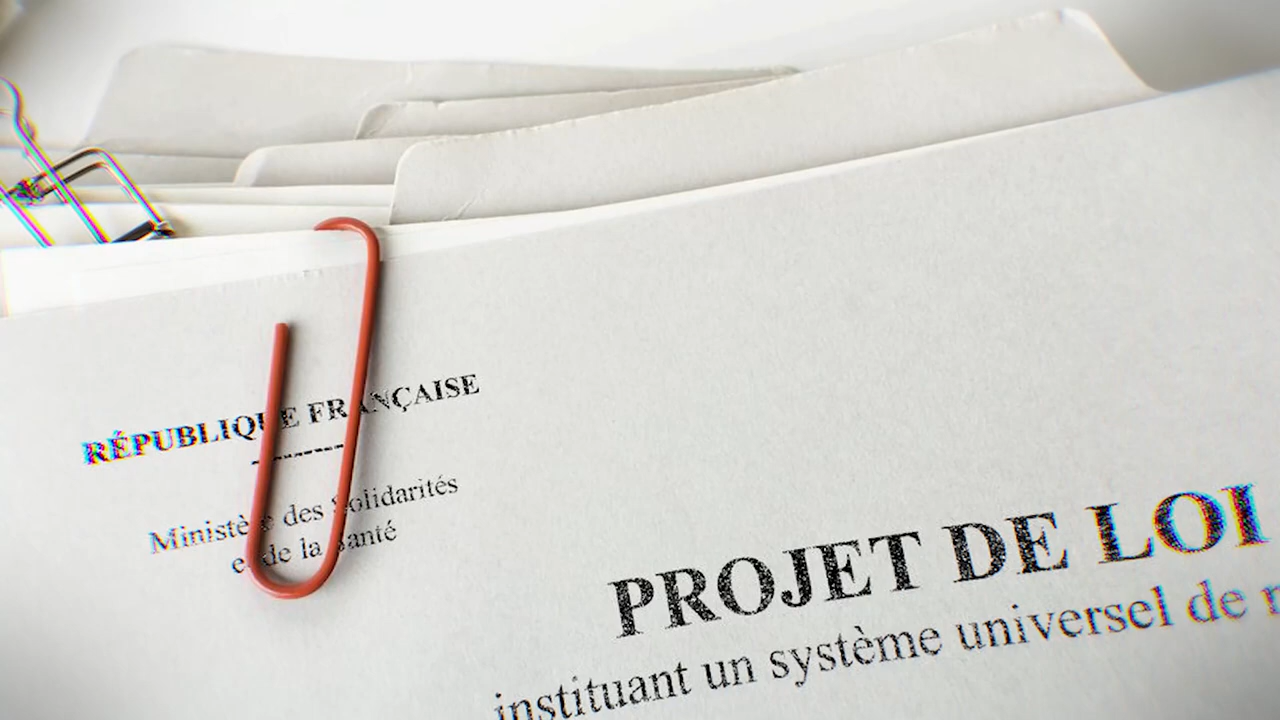 RÉPUBLIQUE FRANÇAISE
Ministère des Solidarités
et de la Santé
PROJET DE LOI
instituant un système universel de